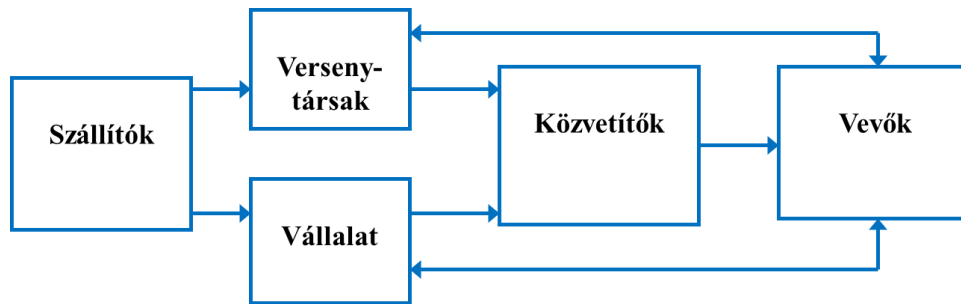 Szállítók
Verseny-
társak
Vállalat
Közvetítők
Vevők